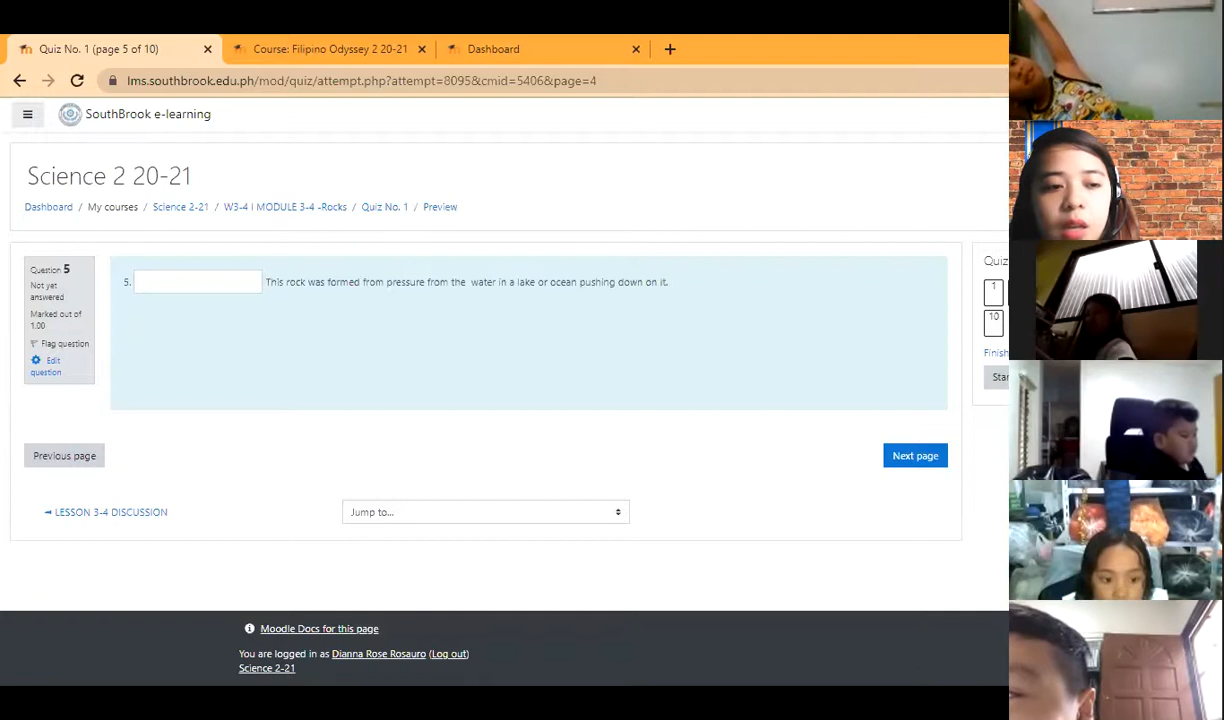 Quiz No. 1 (page 5 of 10)
Course: Filipino Odyssey 2 20-21
Dashboard
lms.southbrook.edu.ph/mod/quiz/attempt.php?attempt=8095&cmid=5406&page=4
SouthBrook e-learning
Science 2 20-21
Dashboard / My courses / Science 2-21 / W3-4 I MODULE 3-4 -Rocks / Quiz No. 1 / Preview
Question 5
Not yet
answered
Marked out of
1.00
Flag question
Edit
question
5. This rock was formed from pressure from the water in a lake or ocean pushing down on it.
Quiz
1
10
Finish
Star
Previous page
Next page
LESSON 3-4 DISCUSSION
Jump to...
Moodle Docs for this page
You are logged in as Dianna Rose Rosauro (Log out)
Science 2-21